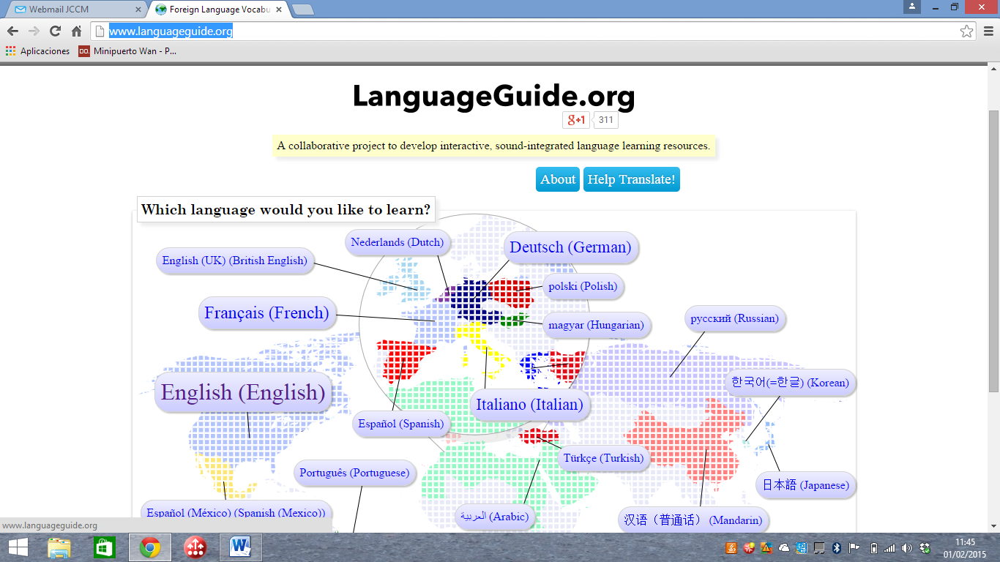 Webmail JCCM
Foreign Language Vocabu
www.languageguide.org
Aplicaciones
Minipuerto Wan - P...
LanguageGuide.org
g+1
311
A collaborative project to develop interactive, sound-integrated language learning resources.
About
Help Translate!
Which language would you like to learn?
Nederlands (Dutch)
Deutsch (German)
English (UK) (British English)
polski (Polish)
Français (French)
magyar (Hungarian)
русский (Russian)
English (English)
한국어(=한글) (Korean)
Italiano (Italian)
Español (Spanish)
Türkçe (Turkish)
Português (Portuguese)
日本語 (Japanese)
Español (México) (Spanish (Mexico))
العربية (Arabic)
汉语（普通话） (Mandarin)
www.languageguide.org
11:45
01/02/2015